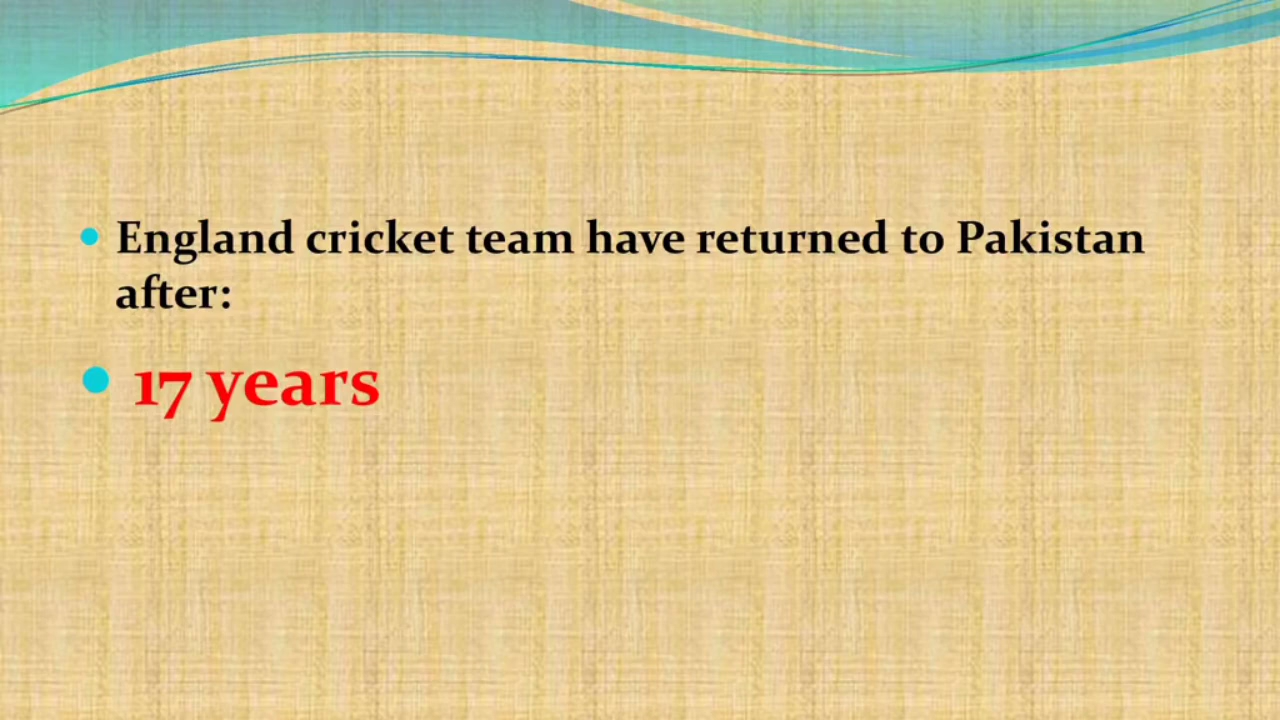 England cricket team have returned to Pakistan
after:
17 years